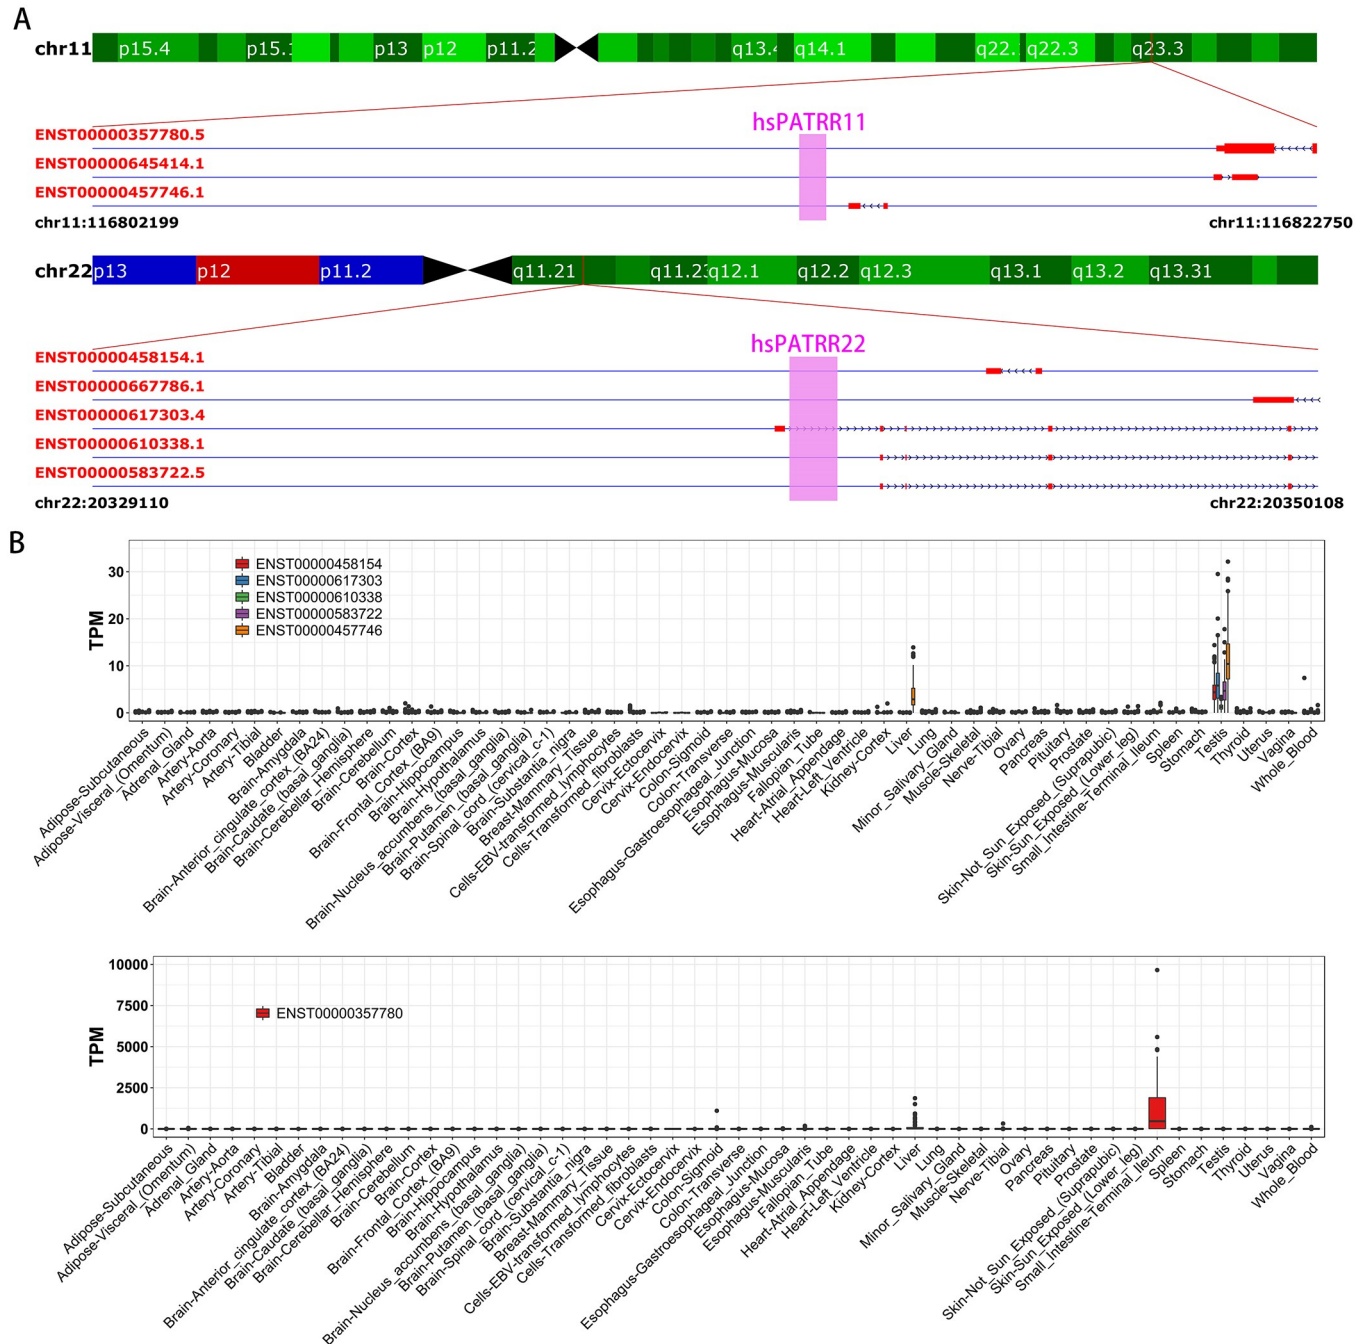 A
chr11 p15.4 p15.1 p13 p12 p11.2 q13.4 q14.1 q22. q22.3 q23.3
hsPATRR11
ENST00000357780.5
ENST00000645414.1
ENST00000457746.1
chr11:116802199 chr11:116822750
chr22 p13 p12 p11.2 q11.21 q11.23 q12.1 q12.2 q12.3 q13.1 q13.2 q13.31
hsPATRR22
ENST00000458154.1
ENST00000667786.1
ENST00000617303.4
ENST00000610338.1
ENST00000583722.5
chr22:20329110 chr22:20350108
B
TPM
30
20
10
0
ENST00000458154
ENST00000617303
ENST00000610338
ENST00000583722
ENST00000457746
Adipose-Subcutaneous
Adipose-Visceral_(Omentum)
Adrenal_Gland
Artery-Aorta
Artery-Coronary
Artery-Tibial
Bladder
Brain-Amygdala
Brain-Anterior_cingulate_cortex_(BA24)
Brain-Caudate_(basal_ganglia)
Brain-Cerebellar_Hemisphere
Brain-Cerebellum
Brain-Cortex
Brain-Frontal_Cortex_(BA9)
Brain-Hippocampus
Brain-Hypothalamus
Brain-Nucleus_accumbens_(basal_ganglia)
Brain-Putamen_(basal_ganglia)
Brain-Spinal_cord_(cervical_c-1)
Brain-Substantia_nigra
Breast-Mammary_Tissue
Cells-EBV-transformed_lymphocytes
Cells-Transformed_fibroblasts
Cervix-Ectocervix
Cervix-Endocervix
Colon-Sigmoid
Colon-Transverse
Esophagus-Gastroesophageal_Junction
Esophagus-Mucosa
Esophagus-Muscularis
Fallopian_Tube
Heart-Atrial_Appendage
Heart-Left_Ventricle
Kidney-Cortex
Liver
Lung
Minor_Salivary_Gland
Muscle-Skeletal
Nerve-Tibial
Ovary
Pancreas
Pituitary
Prostate
Skin-Not_Sun_Exposed_(Suprapubic)
Skin-Sun_Exposed_(Lower_leg)
Small_Intestine-Terminal_Ileum
Spleen
Stomach
Testis
Thyroid
Uterus
Vagina
Whole_Blood
TPM
10000
7500
5000
2500
0
ENST00000357780
Adipose-Subcutaneous
Adipose-Visceral_(Omentum)
Adrenal_Gland
Artery-Aorta
Artery-Coronary
Artery-Tibial
Bladder
Brain-Amygdala
Brain-Anterior_cingulate_cortex_(BA24)
Brain-Caudate_(basal_ganglia)
Brain-Cerebellar_Hemisphere
Brain-Cerebellum
Brain-Cortex
Brain-Frontal_Cortex_(BA9)
Brain-Hippocampus
Brain-Hypothalamus
Brain-Nucleus_accumbens_(basal_ganglia)
Brain-Putamen_(basal_ganglia)
Brain-Spinal_cord_(cervical_c-1)
Brain-Substantia_nigra
Breast-Mammary_Tissue
Cells-EBV-transformed_lymphocytes
Cells-Transformed_fibroblasts
Cervix-Ectocervix
Cervix-Endocervix
Colon-Sigmoid
Colon-Transverse
Esophagus-Gastroesophageal_Junction
Esophagus-Mucosa
Esophagus-Muscularis
Fallopian_Tube
Heart-Atrial_Appendage
Heart-Left_Ventricle
Kidney-Cortex
Liver
Lung
Minor_Salivary_Gland
Muscle-Skeletal
Nerve-Tibial
Ovary
Pancreas
Pituitary
Prostate
Skin-Not_Sun_Exposed_(Suprapubic)
Skin-Sun_Exposed_(Lower_leg)
Small_Intestine-Terminal_Ileum
Spleen
Stomach
Testis
Thyroid
Uterus
Vagina
Whole_Blood